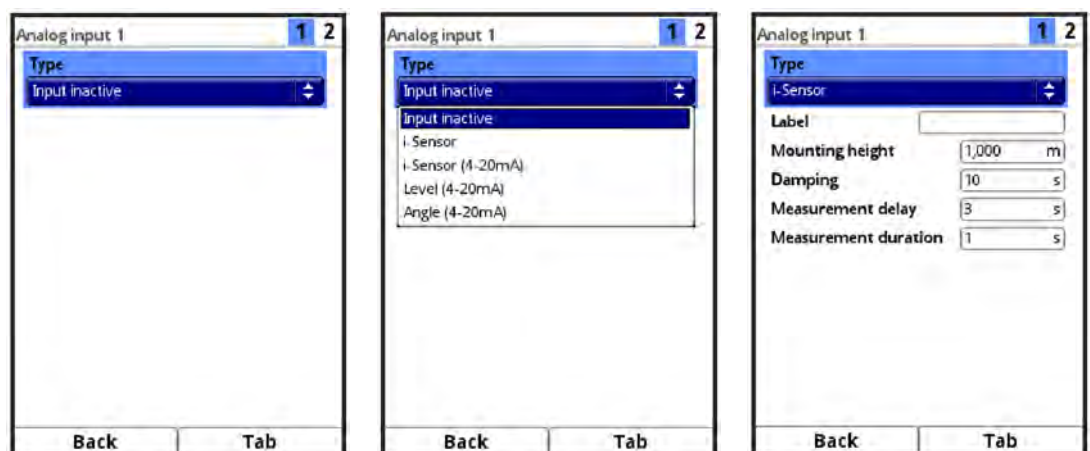 Analog input 1 1 2
Type
Input inactive
Back Tab
Analog input 1 1 2
Type
Input inactive
Input inactive
i-Sensor
i-Sensor (4-20mA)
Level (4-20mA)
Angle (4-20mA)
Back Tab
Analog input 1 1 2
Type
i-Sensor
Label
Mounting height 1,000 m
Damping 10 s
Measurement delay 3 s
Measurement duration 1 s
Back Tab